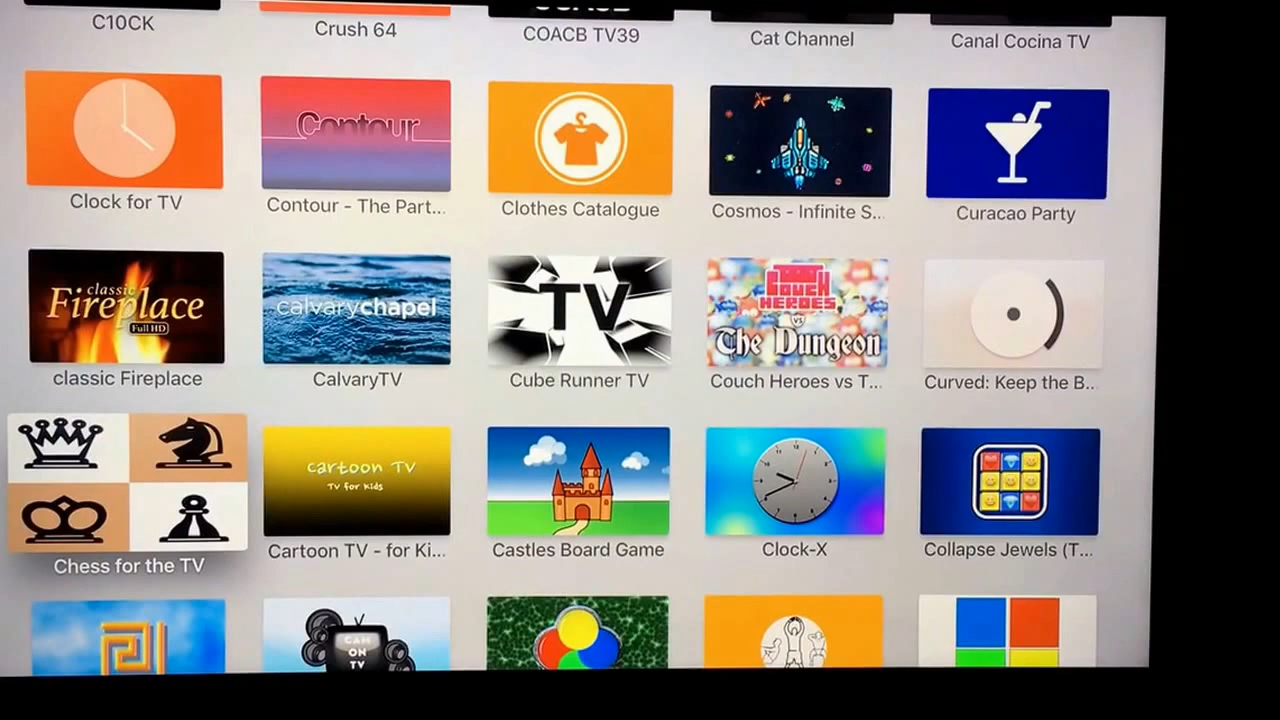 C10CK
Crush 64
COACB TV39
Cat Channel
Canal Cocina TV
Contour
Clock for TV
Contour - The Part...
Clothes Catalogue
Cosmos - Infinite S...
Curacao Party
classic
Fireplace
Full HD
calvarychapel
TV
COUCH
HEROES
VS
The Dungeon
classic Fireplace
CalvaryTV
Cube Runner TV
Couch Heroes vs T...
Curved: Keep the B...
cartoon TV
TV for Kids
12
Chess for the TV
Cartoon TV - for Ki...
Castles Board Game
Clock-X
Collapse Jewels (T...
CAM
ON
TV